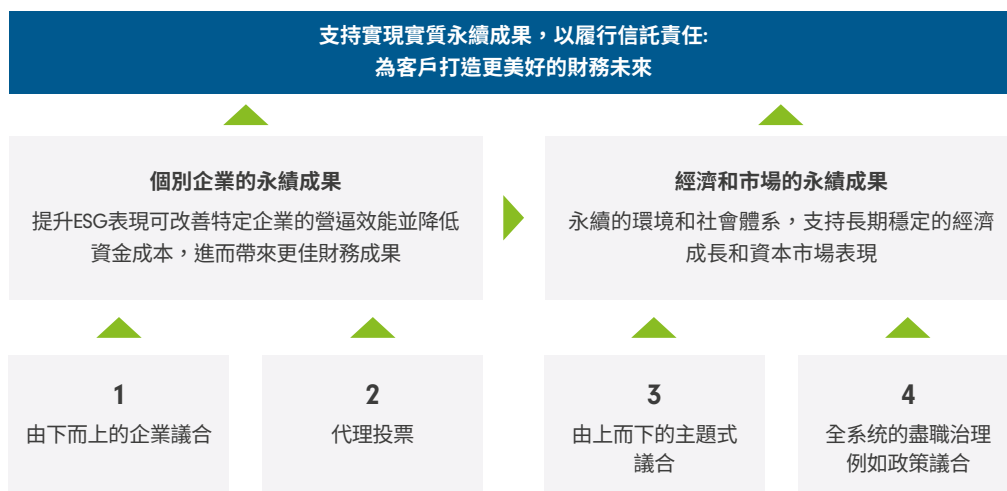 支持實現實質永續成果，以履行信託責任:
為客戶打造更美好的財務未來
個別企業的永績成果
提升ESG表現可改善特定企業的營逼效能並降低
資金成本，進而帶來更佳財務成果
經濟和市場的永績成果
永續的環境和社會體系，支持長期穩定的經濟
成長和資本市場表現
1
由下而上的企業議合
2
代理投票
3
由上而下的主題式
議合
4
全系统的盡職治理
例如政策議合